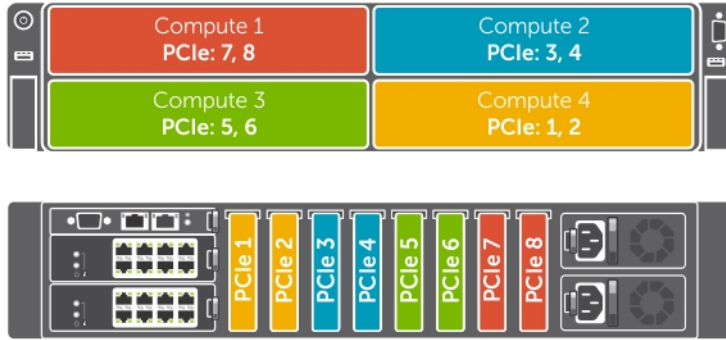 Compute 1
PCIe: 7, 8
Compute 2
PCIe: 3, 4
Compute 3
PCIe: 5, 6
Compute 4
PCIe: 1, 2
PCIe 1
PCIe 2
PCIe 3
PCIe 4
PCIe 5
PCIe 6
PCIe 7
PCIe 8